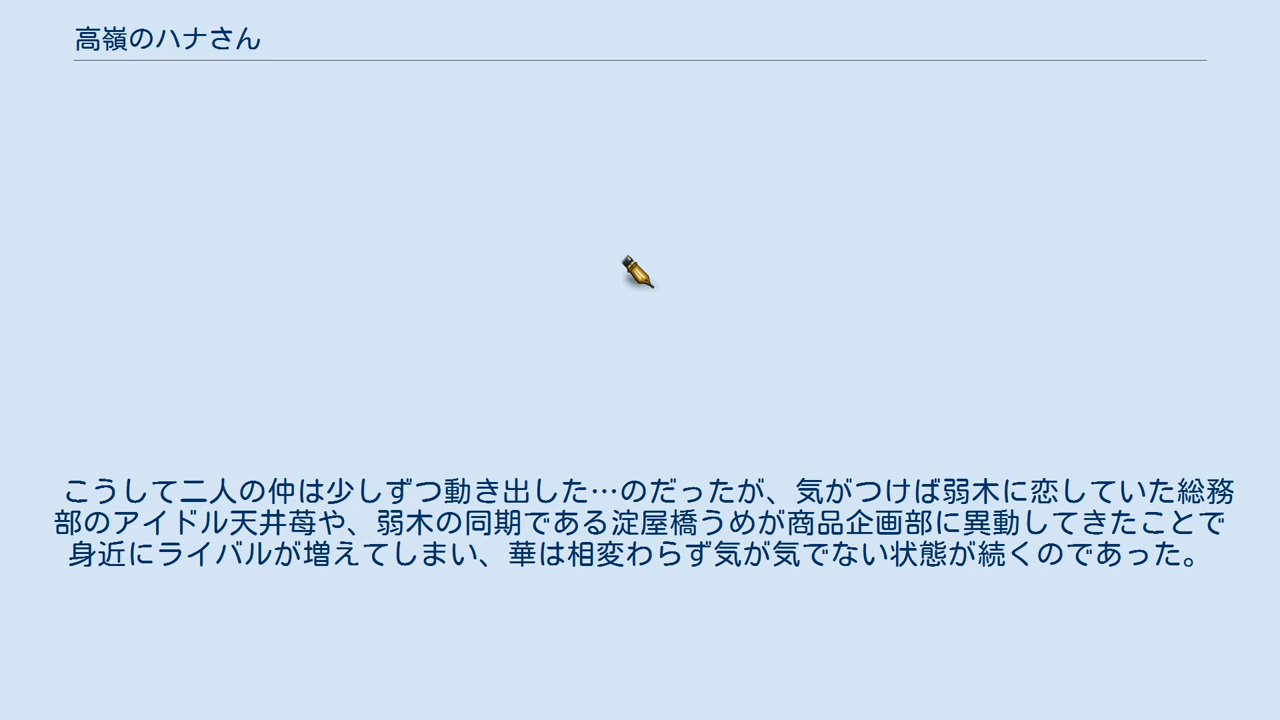 高嶺のハナさん
こうして二人の仲は少しずつ動き出した…のだったが、気がつけば弱木に恋していた総務
部のアイドル天井苺や、弱木の同期である淀屋橋うめが商品企画部に異動してきたことで
身近にライバルが増えてしまい、華は相変わらず気が気でない状態が続くのであった。